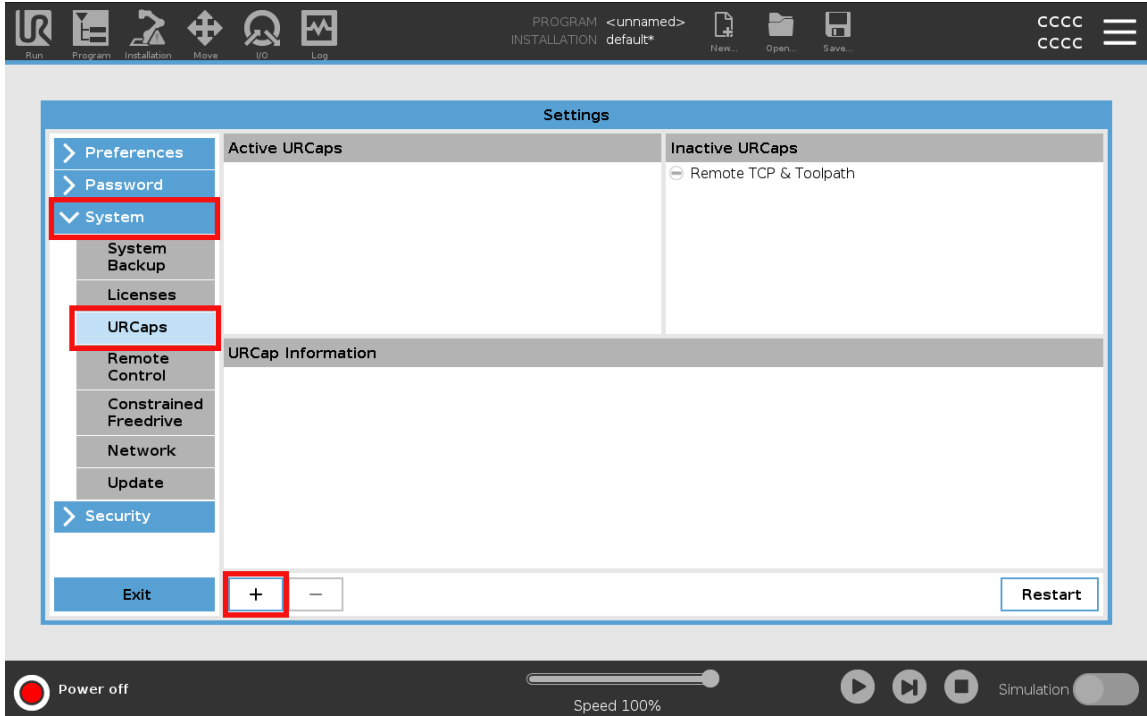 PROGRAM <unnamed>
INSTALLATION default*
CCCC
CCCC
Run
Program
Installation
Move
I/O
Log
New...
Open...
Save...
Settings
Preferences
Password
System
System
Backup
Licenses
URCaps
Remote
Control
Constrained
Freedrive
Network
Update
Security
Exit
Active URCaps
Inactive URCaps
Remote TCP & Toolpath
URCap Information
+
−
Restart
Power off
Speed 100%
Simulation